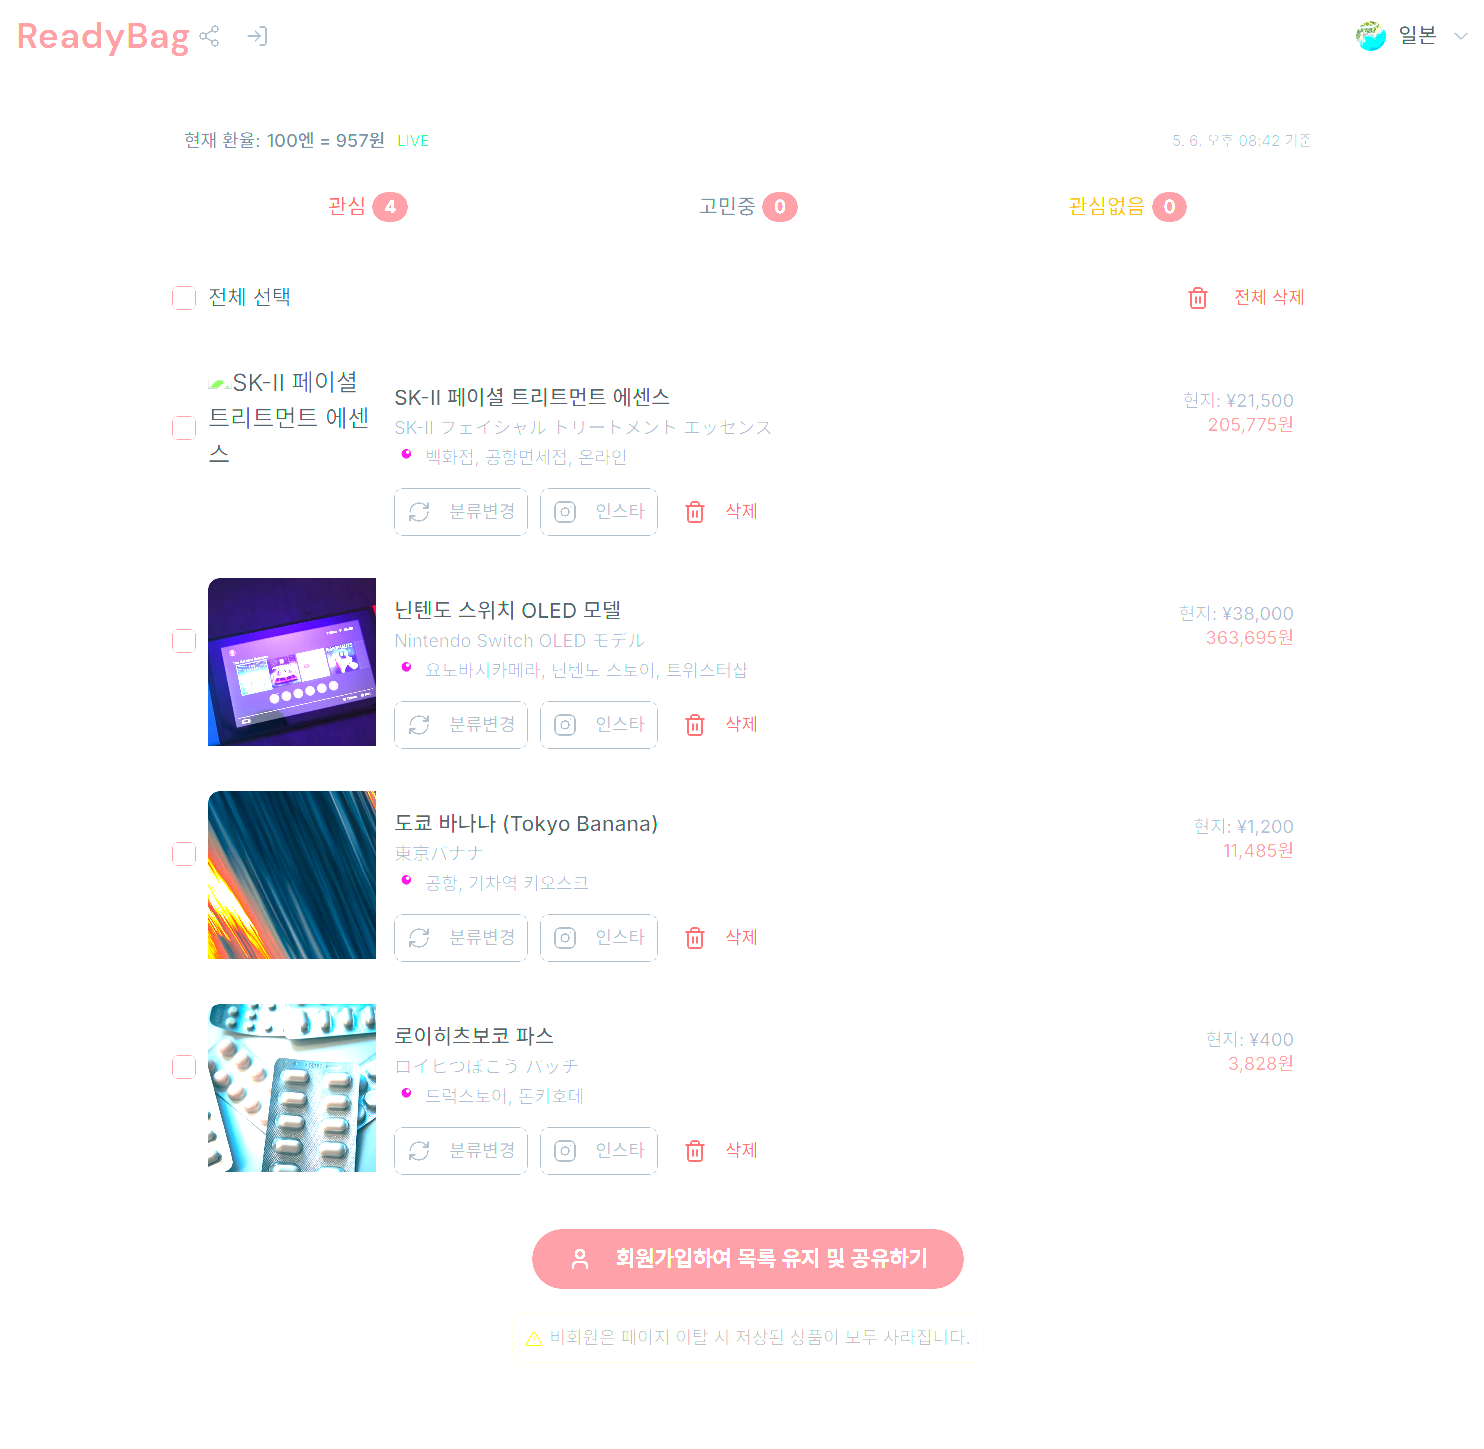 ReadyBag
일본
현재 환율: 100엔 = 957원 LIVE
5. 6. 오후 08:42 기준
관심 4
고민중 0
관심없음 0
전체 선택
전체 삭제
SK-II 페이셜
트리트먼트 에센
스
SK-II 페이셜 트리트먼트 에센스
SK-II フェイシャル トリートメント エッセンス
백화점, 공항면세점, 온라인
현지: ¥21,500
205,775원
분류변경
인스타
삭제
닌텐도 스위치 OLED 모델
Nintendo Switch OLED モデル
요도바시카메라, 닌텐도 스토어, 트위스터샵
현지: ¥38,000
363,695원
분류변경
인스타
삭제
도쿄 바나나 (Tokyo Banana)
東京バナナ
공항, 기차역 키오스크
현지: ¥1,200
11,485원
분류변경
인스타
삭제
로이히츠보코 파스
ロイヒつぼこう パッチ
드럭스토어, 돈키호테
현지: ¥400
3,828원
분류변경
인스타
삭제
회원가입하여 목록 유지 및 공유하기
비회원은 페이지 이탈 시 저장된 상품이 모두 사라집니다.